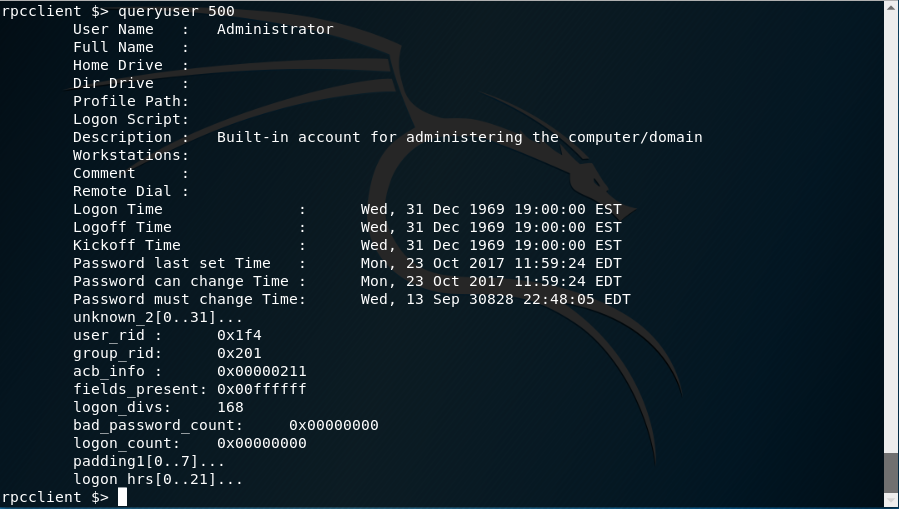 rpcclient $> queryuser 500
User Name   :   Administrator
Full Name   :
Home Drive  :
Dir Drive   :
Profile Path:
Logon Script:
Description :   Built-in account for administering the computer/domain
Workstations:
Comment     :
Remote Dial :
Logon Time                :      Wed, 31 Dec 1969 19:00:00 EST
Logoff Time               :      Wed, 31 Dec 1969 19:00:00 EST
Kickoff Time              :      Wed, 31 Dec 1969 19:00:00 EST
Password last set Time    :      Mon, 23 Oct 2017 11:59:24 EDT
Password can change Time  :      Mon, 23 Oct 2017 11:59:24 EDT
Password must change Time:      Wed, 13 Sep 30828 22:48:05 EDT
unknown_2[0..31]...
user_rid :      0x1f4
group_rid:      0x201
acb_info :      0x00000211
fields_present: 0x00ffffff
logon_divs:     168
bad_password_count:     0x00000000
logon_count:    0x00000000
padding1[0..7]...
logon_hrs[0..21]...
rpcclient $>